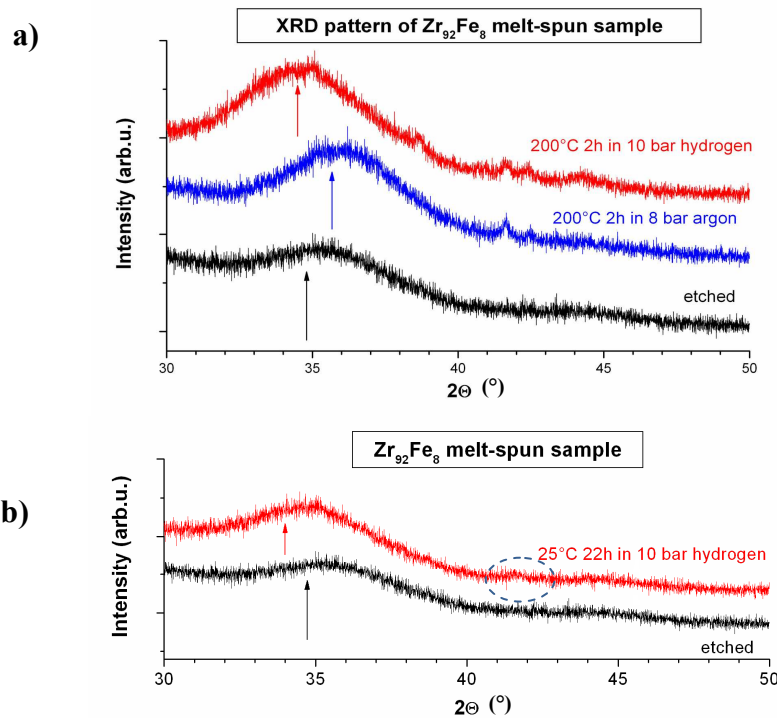 a)
XRD pattern of Zr₉₂Fe₈ melt-spun sample
Intensity (arb.u.)
200°C 2h in 10 bar hydrogen
200°C 2h in 8 bar argon
etched
30 35 40 45 50
2Θ (°)
b)
Zr₉₂Fe₈ melt-spun sample
Intensity (arb.u.)
25°C 22h in 10 bar hydrogen
etched
30 35 40 45 50
2Θ (°)